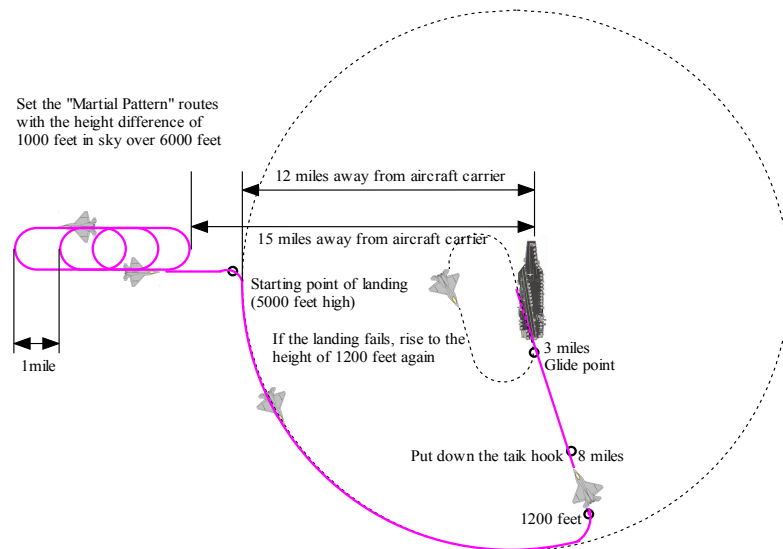 Set the "Martial Pattern" routes
with the height difference of
1000 feet in sky over 6000 feet
12 miles away from aircraft carrier
15 miles away from aircraft carrier
Starting point of landing
(5000 feet high)
If the landing fails, rise to the
height of 1200 feet again
1mile
3 miles
Glide point
Put down the taik hook
8 miles
1200 feet